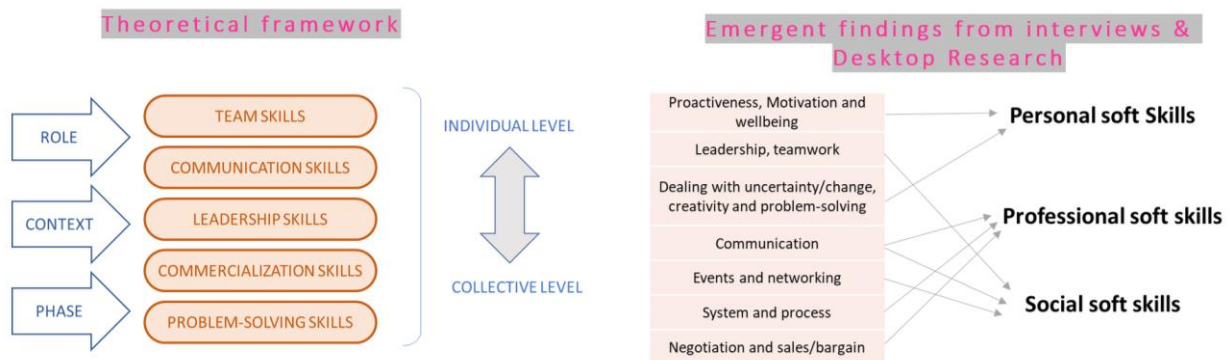 Theoretical framework
ROLE
CONTEXT
PHASE
TEAM SKILLS
COMMUNICATION SKILLS
LEADERSHIP SKILLS
COMMERCIALIZATION SKILLS
PROBLEM-SOLVING SKILLS
INDIVIDUAL LEVEL
COLLECTIVE LEVEL
Emergent findings from interviews &
Desktop Research
Proactiveness, Motivation and
wellbeing
Leadership, teamwork
Dealing with uncertainty/change,
creativity and problem-solving
Communication
Events and networking
System and process
Negotiation and sales/bargain
Personal soft Skills
Professional soft skills
Social soft skills